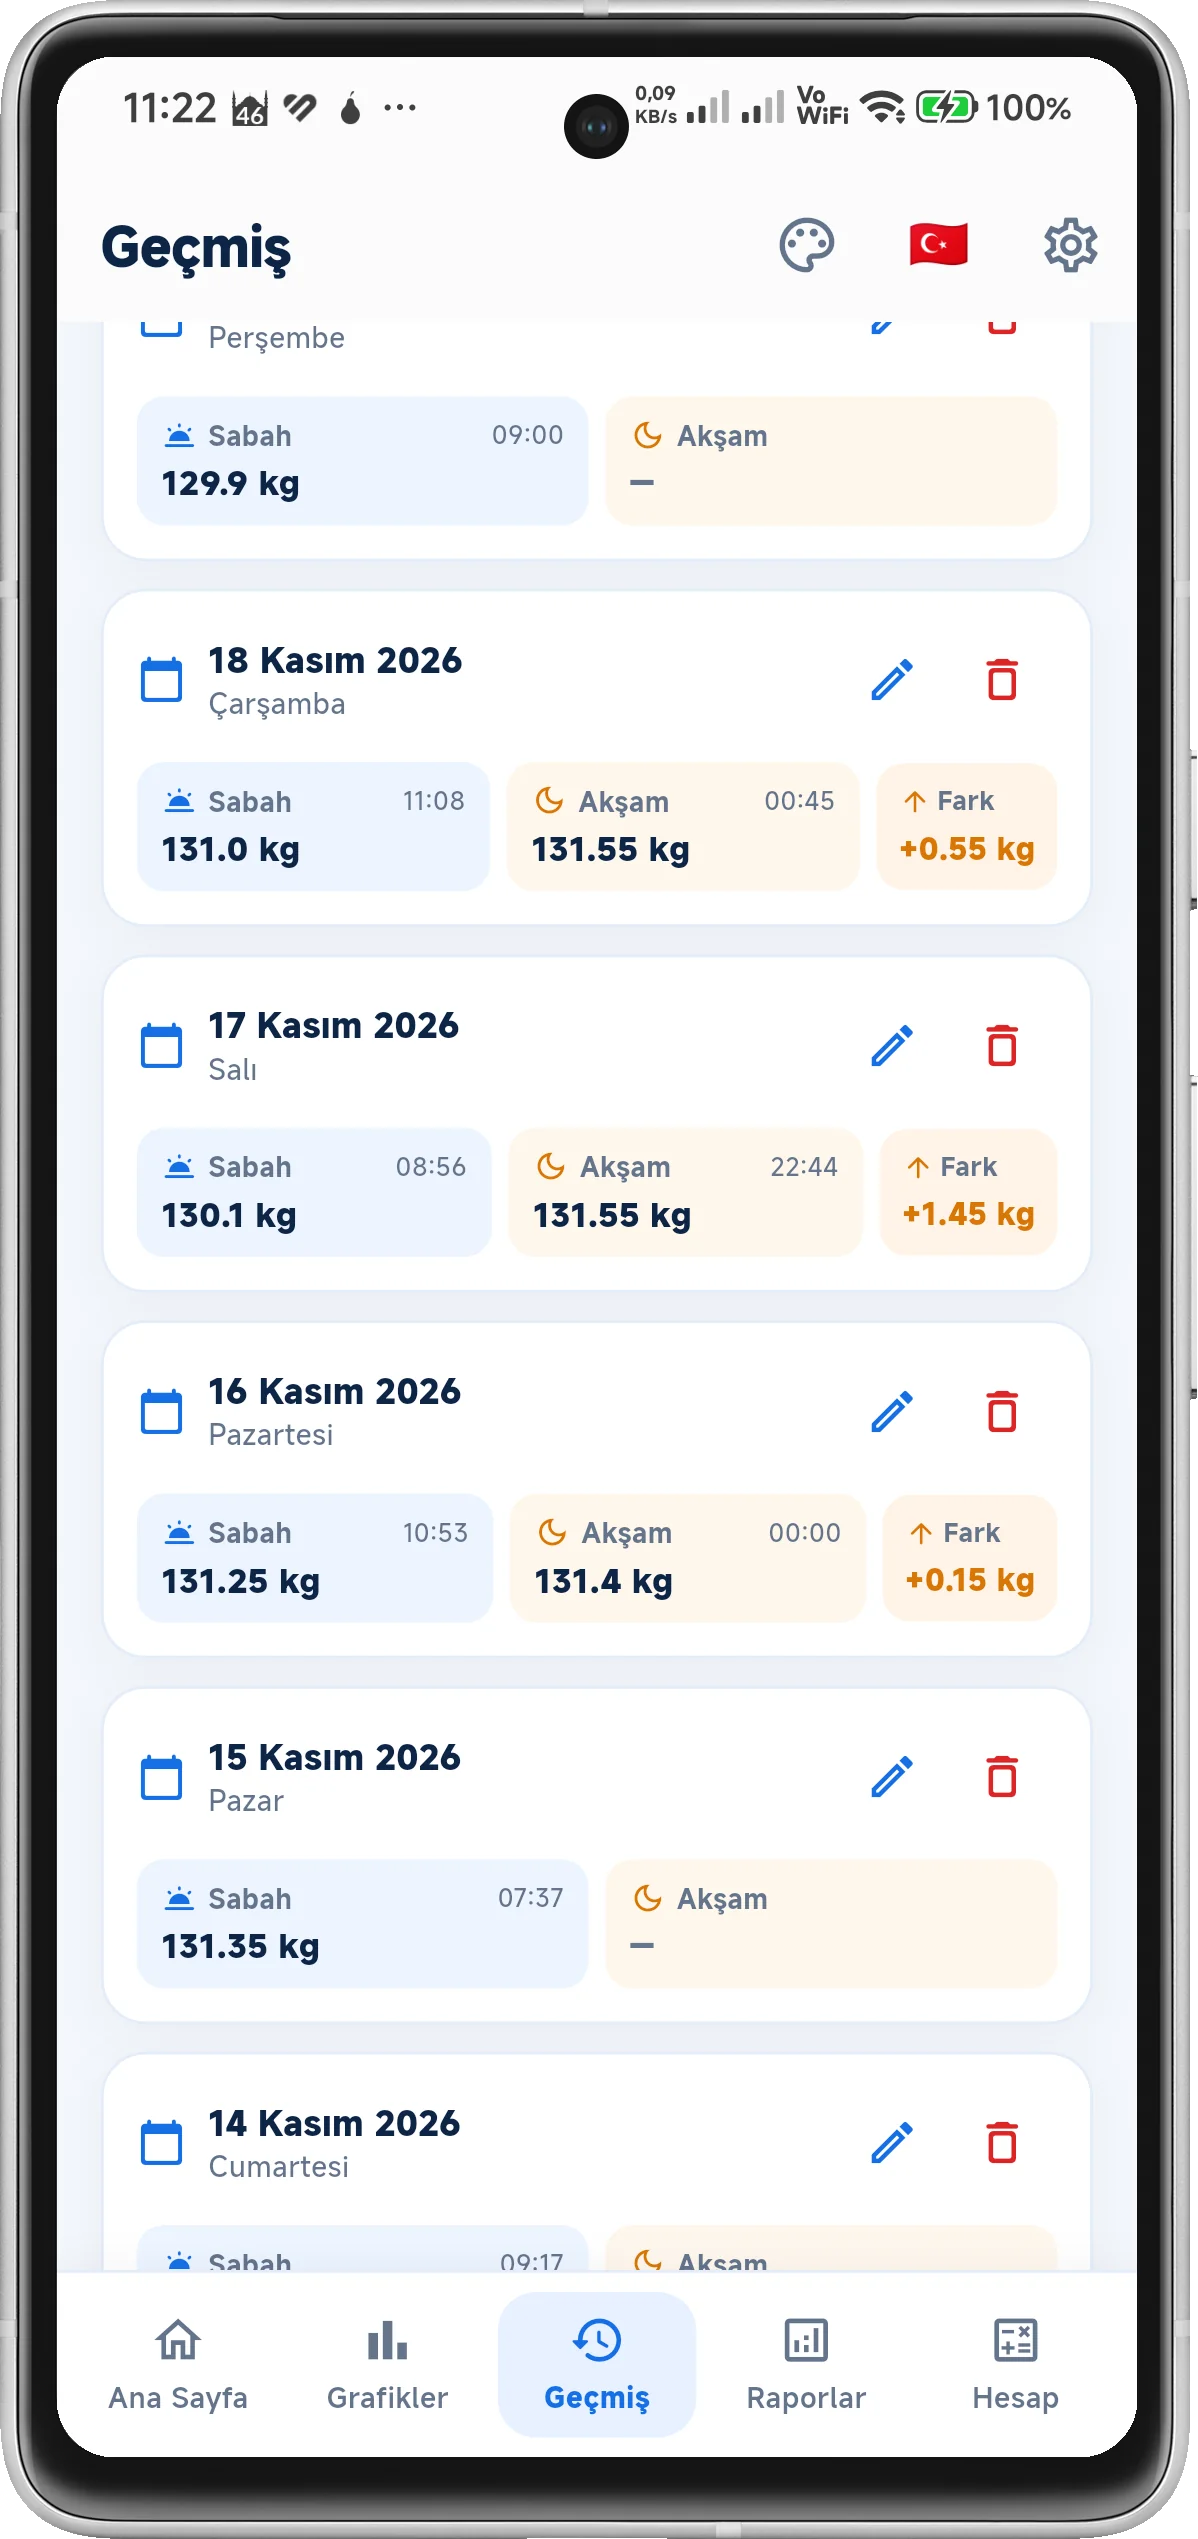 11:22 46 ... 0,09 KB/s Vo WiFi 100%
Geçmiş
Perşembe
Sabah 09:00 Akşam
129.9 kg –
18 Kasım 2026
Çarşamba
Sabah 11:08 Akşam 00:45 Fark
131.0 kg 131.55 kg +0.55 kg
17 Kasım 2026
Salı
Sabah 08:56 Akşam 22:44 Fark
130.1 kg 131.55 kg +1.45 kg
16 Kasım 2026
Pazartesi
Sabah 10:53 Akşam 00:00 Fark
131.25 kg 131.4 kg +0.15 kg
15 Kasım 2026
Pazar
Sabah 07:37 Akşam
131.35 kg –
14 Kasım 2026
Cumartesi
Sabah 09:17 Akşam
Ana Sayfa Grafikler Geçmiş Raporlar Hesap